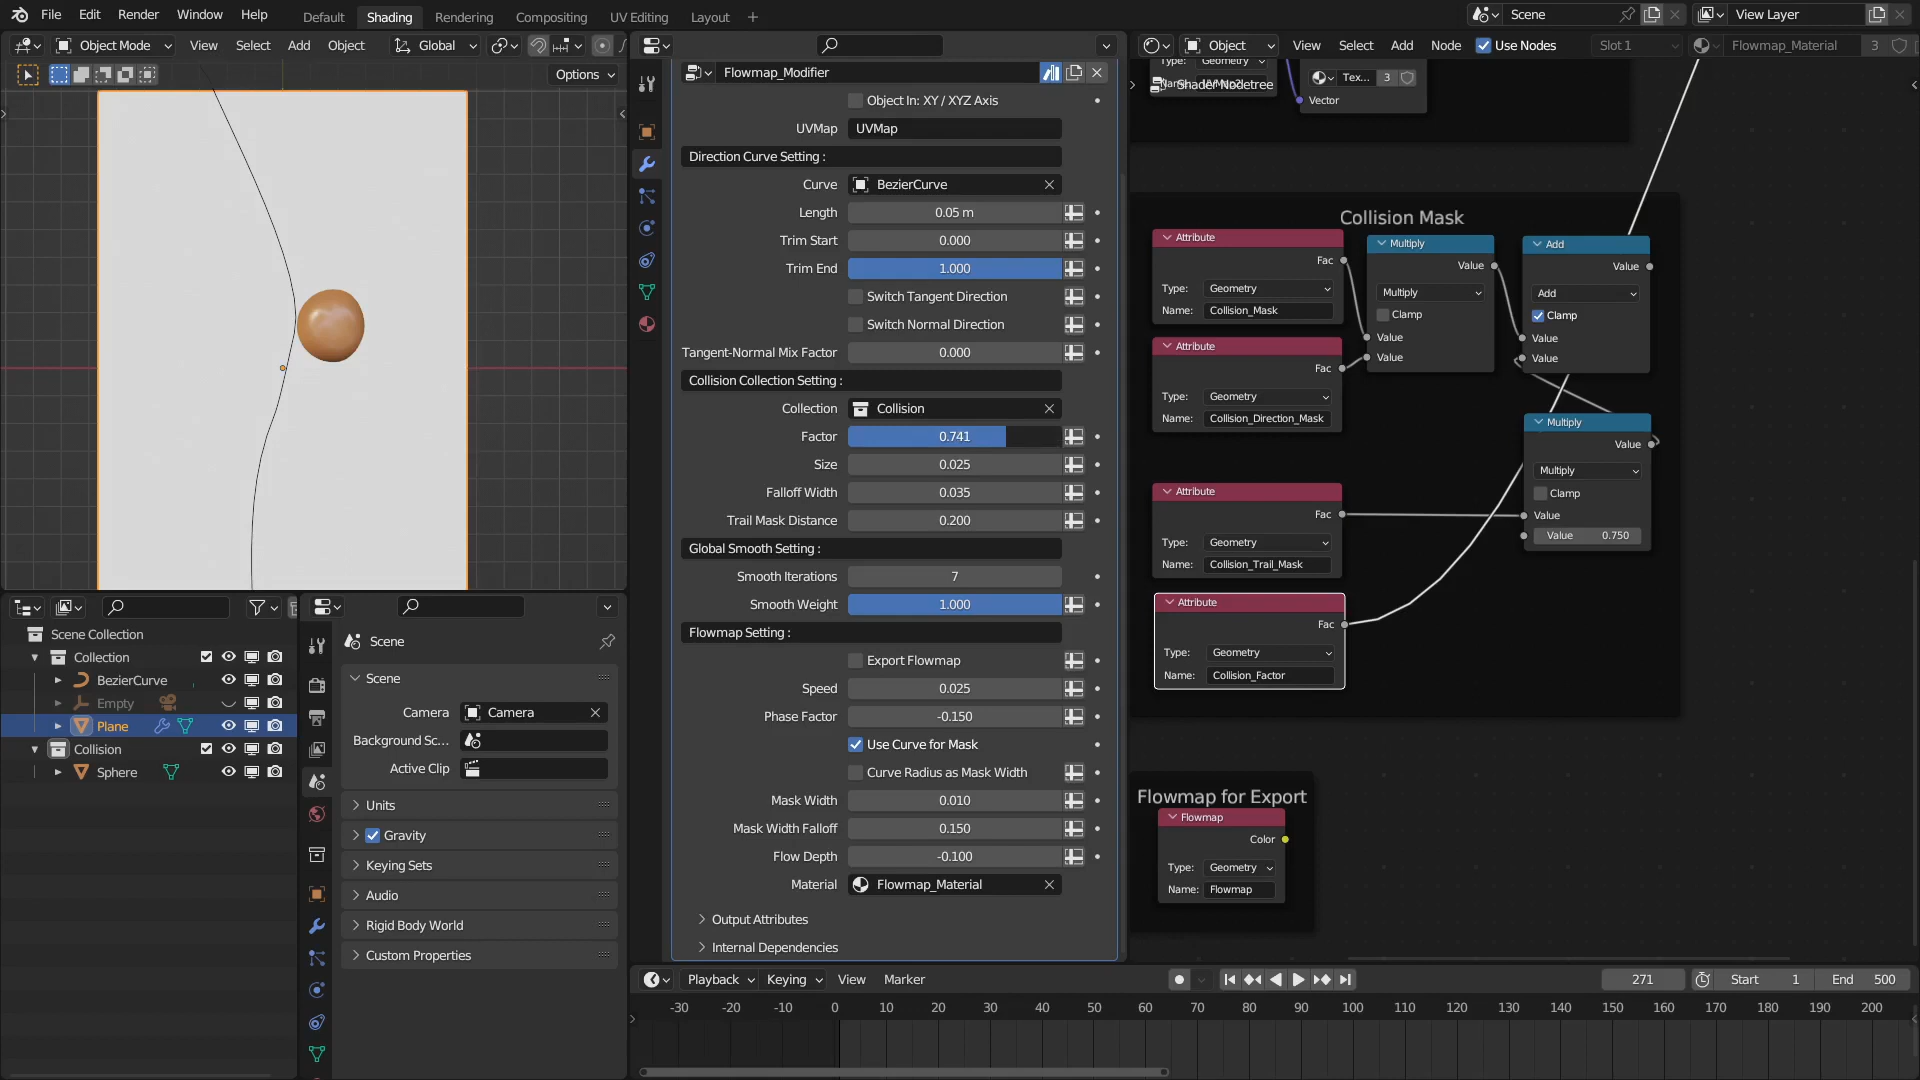 File Edit Render Window Help Default Shading Rendering Compositing UV Editing Layout
Scene View Layer
Object Mode View Select Add Object Global
Options
Flowmap_Modifier
Object In: XY / XYZ Axis
UVMap UVMap
Direction Curve Setting :
Curve BezierCurve
Length 0.05 m
Trim Start 0.000
Trim End 1.000
Switch Tangent Direction
Switch Normal Direction
Tangent-Normal Mix Factor 0.000
Collision Collection Setting :
Collection Collision
Factor 0.741
Size 0.025
Falloff Width 0.035
Trail Mask Distance 0.200
Global Smooth Setting :
Smooth Iterations 7
Smooth Weight 1.000
Flowmap Setting :
Export Flowmap
Speed 0.025
Phase Factor -0.150
Use Curve for Mask
Curve Radius as Mask Width
Mask Width 0.010
Mask Width Falloff 0.150
Flow Depth -0.100
Material Flowmap_Material
Output Attributes
Internal Dependencies
Object View Select Add Node Use Nodes Slot 1 Flowmap_Material 3
Type: Geometry
Shader Nodetree
Tex... 3
Vector
Collision Mask
Attribute
Fac
Type: Geometry
Name: Collision_Mask
Multiply
Value
Multiply
Clamp
Value
Value
Add
Value
Add
Clamp
Value
Value
Attribute
Fac
Type: Geometry
Name: Collision_Direction_Mask
Multiply
Value
Multiply
Clamp
Value
Value 0.750
Attribute
Fac
Type: Geometry
Name: Collision_Trail_Mask
Attribute
Fac
Type: Geometry
Name: Collision_Factor
Flowmap for Export
Flowmap
Color
Type: Geometry
Name: Flowmap
Scene Collection
Collection
BezierCurve
Empty
Plane
Collision
Sphere
Scene
Scene
Camera Camera
Background Sc...
Active Clip
Units
Gravity
Keying Sets
Audio
Rigid Body World
Custom Properties
Playback Keying View Marker 271 Start 1 End 500
-30 -20 -10 0 10 20 30 40 50 60 70 80 90 100 110 120 130 140 150 160 170 180 190 200